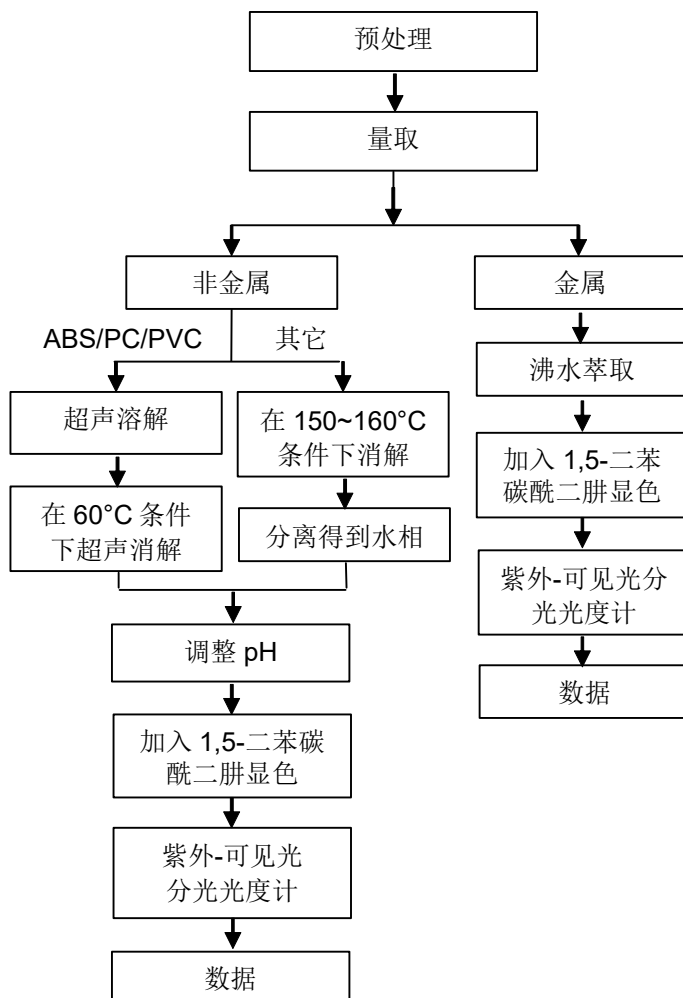 预处理
量取
非金属
金属
ABS/PC/PVC
其它
沸水萃取
超声溶解
在 150~160°C
条件下消解
加入 1,5-二苯
碳酰二肼显色
在 60°C 条件
下超声消解
分离得到水相
紫外-可见光分
光光度计
调整 pH
数据
加入 1,5-二苯碳
酰二肼显色
紫外-可见光
分光光度计
数据